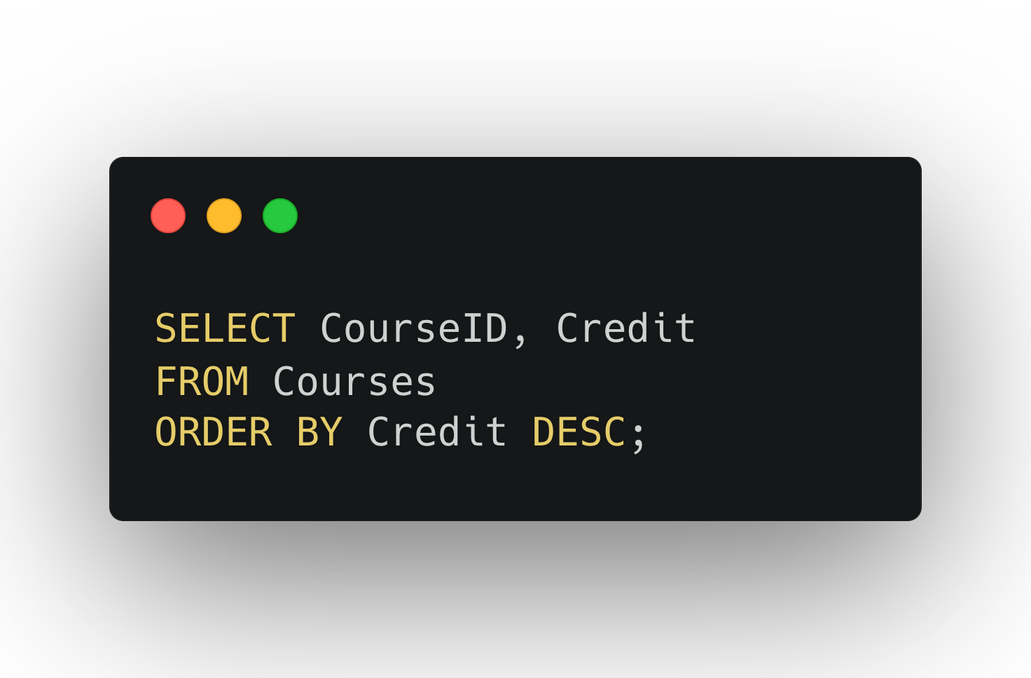 SELECT CourseID, Credit
FROM Courses
ORDER BY Credit DESC;